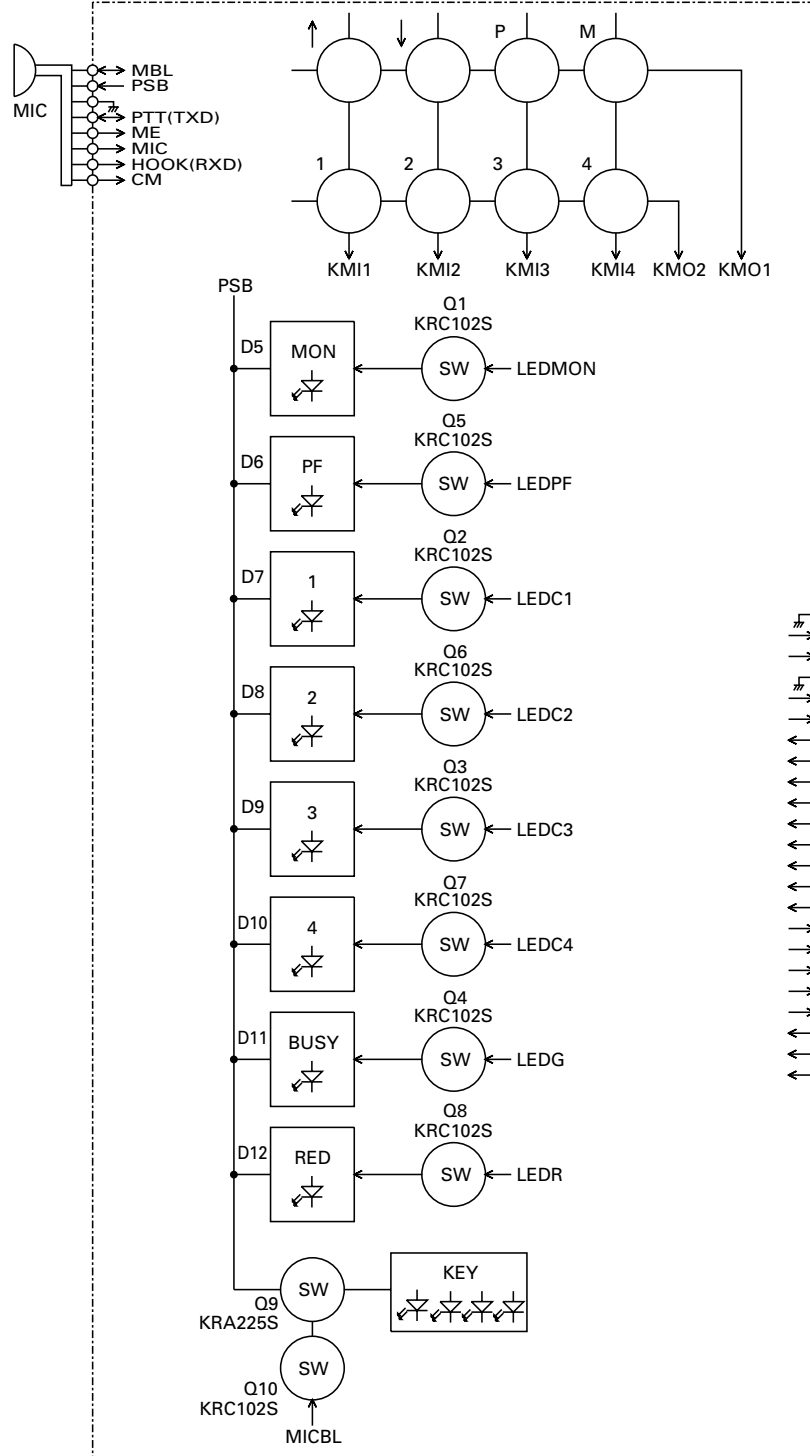 P M
MBL
PSB
MIC
PTT(TXD)
ME
MIC
HOOK(RXD)
CM
1 2 3 4
KMI1 KMI2 KMI3 KMI4 KMO2 KMO1
PSB
Q1
KRC102S
D5 MON SW LEDMON
Q5
KRC102S
D6 PF SW LEDPF
Q2
KRC102S
D7 1 SW LEDC1
Q6
KRC102S
D8 2 SW LEDC2
Q3
KRC102S
D9 3 SW LEDC3
Q7
KRC102S
D10 4 SW LEDC4
Q4
KRC102S
D11 BUSY SW LEDG
Q8
KRC102S
D12 RED SW LEDR
SW KEY
Q9
KRA225S
SW
Q10
KRC102S
MICBL